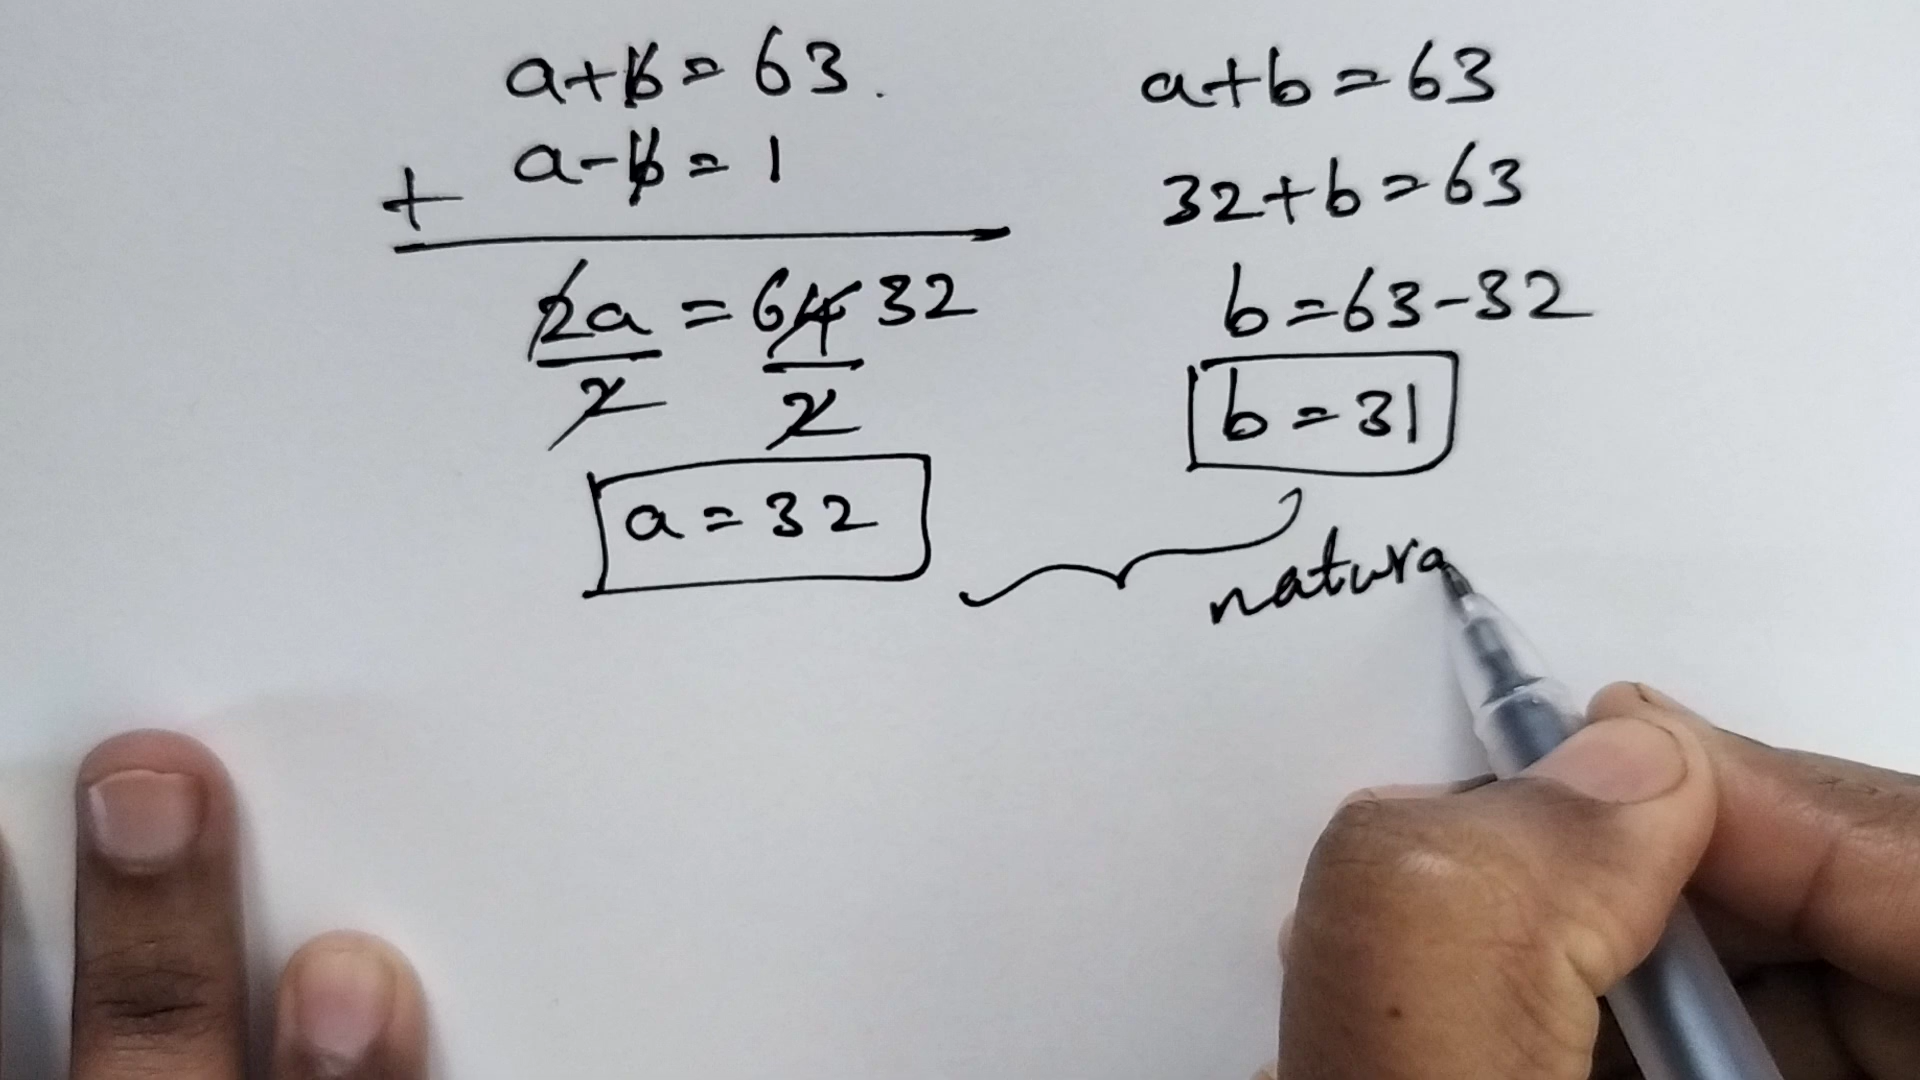 a+b=63.
a-b=1
+
2a = 64 32
2 2
a=32
a+b=63
32+b=63
b=63-32
b=31
natura